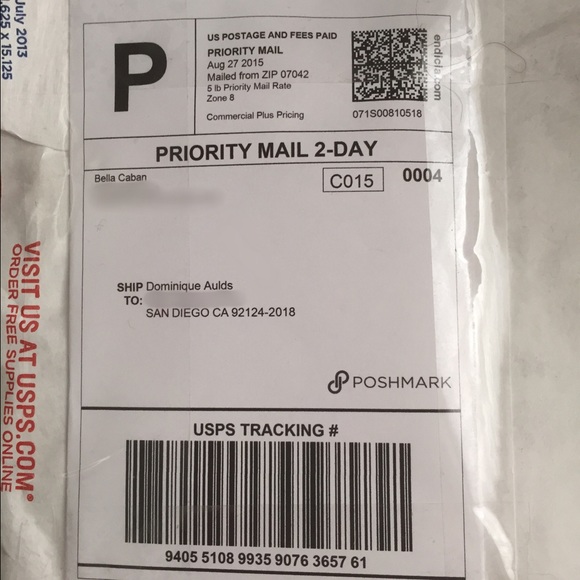 July 2013
.625 x 15.125
P
US POSTAGE AND FEES PAID
PRIORITY MAIL
Aug 27 2015
Mailed from ZIP 07042
5 lb Priority Mail Rate
Zone 8
Commercial Plus Pricing
endicia.com
071S00810518
PRIORITY MAIL 2-DAY
Bella Caban
C015
0004
SHIP TO:
Dominique Aulds
SAN DIEGO CA 92124-2018
POSHMARK
USPS TRACKING #
9405 5108 9935 9076 3657 61
VISIT US AT USPS.COM®
ORDER FREE SUPPLIES ONLINE